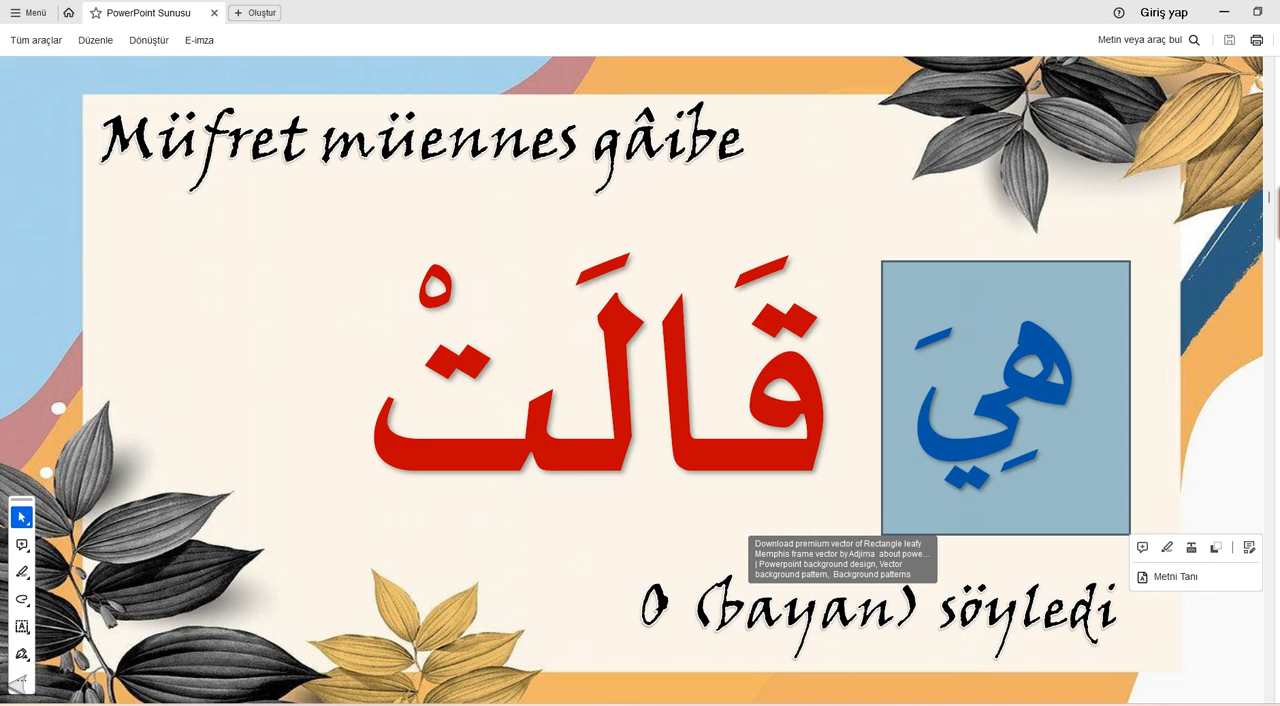 Menü
PowerPoint Sunusu
Oluştur
Giriş yap
Tüm araçlar
Düzenle
Dönüştür
E-imza
Metin veya araç bul
Müfret müennes gâibe
هِيَ قَالَتْ
Download premium vector of Rectangle leafy
Memphis frame vector by Adjima about powe...
| Powerpoint background design, Vector
background pattern, Background patterns
Metni Tanı
O (bayan) söyledi